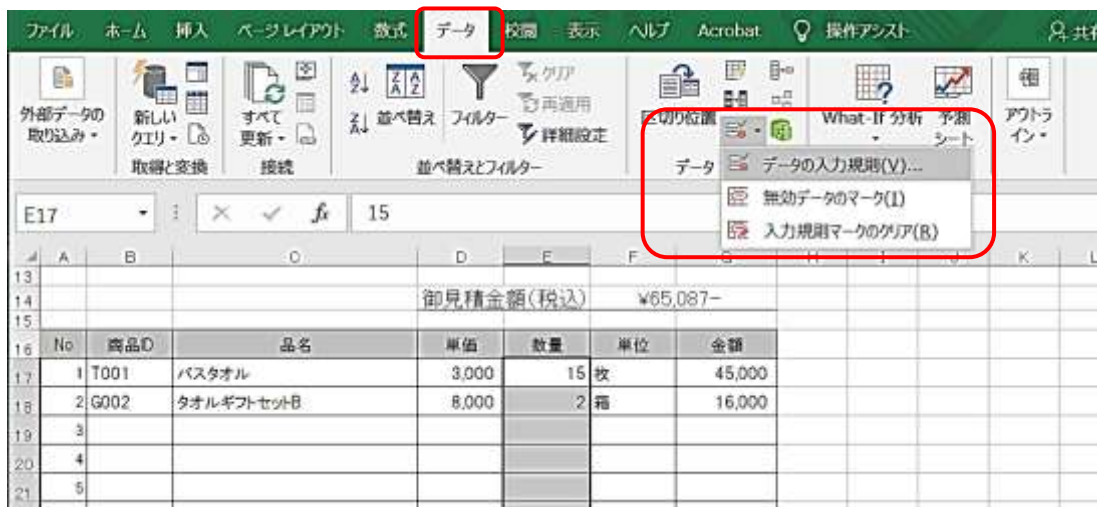 ファイル ホーム 挿入 ページ レイアウト 数式 データ 校閲 表示 ヘルプ Acrobat 操作アシスト 共有
外部データの取り込み
新しいクエリ
すべて更新
並べ替え
フィルター
クリア
再適用
詳細設定
区切り位置
What-If 分析
予測シート
アウトライン
取得と変換 接続 並べ替えとフィルター データ
データの入力規則(V)...
無効データのマーク(I)
入力規則マークのクリア(R)
E17 fx 15
A B C D E F G H I J K L
13
14 御見積金額(税込) ¥65,087-
15
16 No 商品ID 品名 単価 数量 単位 金額
17 1 T001 バスタオル 3,000 15 枚 45,000
18 2 G002 タオルギフトセットB 8,000 2 箱 16,000
19 3
20 4
21 5